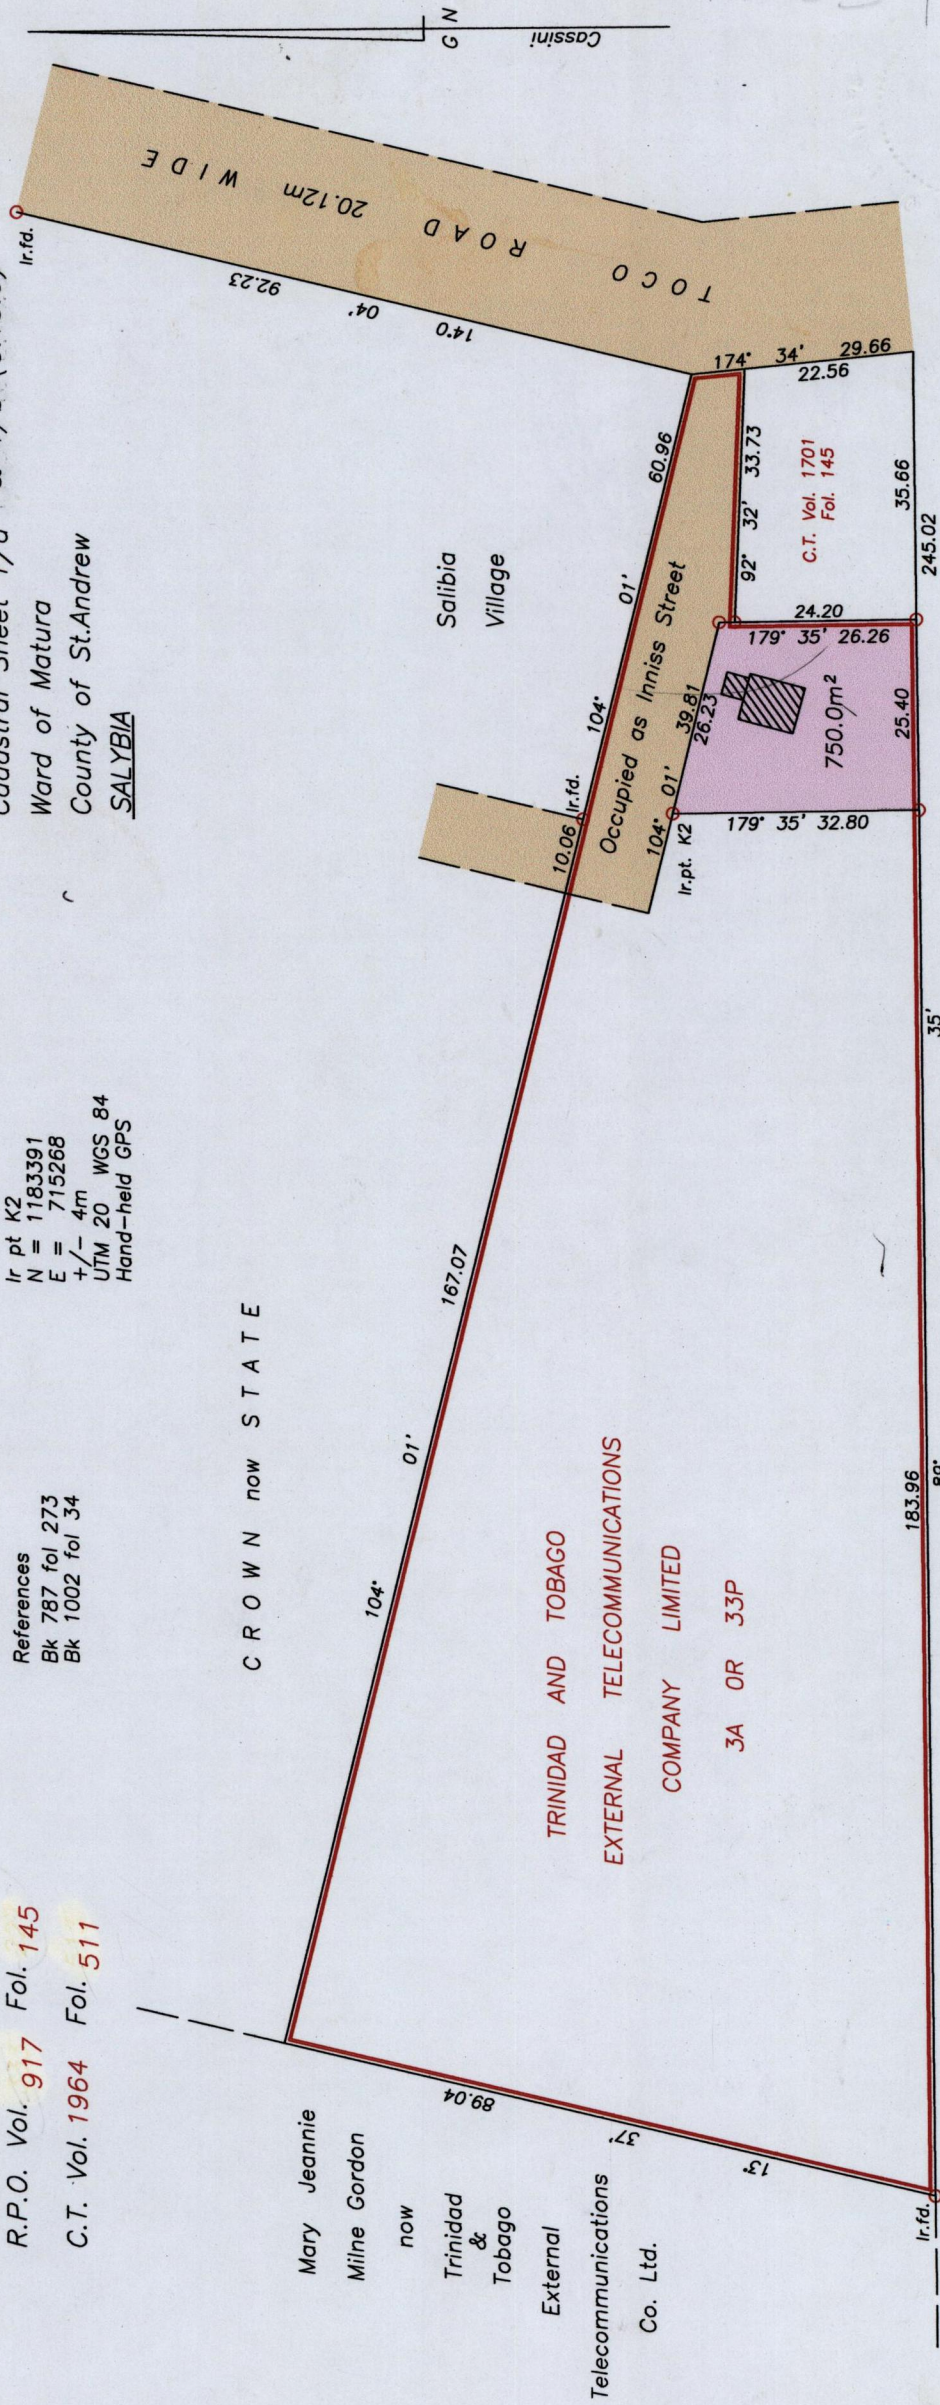 R.P.O. Vol. 917 Fol. 145
C.T. Vol. 1964 Fol. 511
References
Bk 787 fol 273
Bk 1002 fol 34
Ir pt K2
N = 1183391
E = 715268
+/- 4m
UTM 20 WGS 84
Hand-held GPS
Ward of Matura
County of St.Andrew
SALYBIA
G N
Cassini
CROWN now STATE
Mary Jeannie
Milne Gordon
now
Trinidad
&
Tobago
External
Telecommunications
Co. Ltd.
13° 37' 89.04
104° 01' 167.07
TRINIDAD AND TOBAGO
EXTERNAL TELECOMMUNICATIONS
COMPANY LIMITED
3A OR 33P
Salibia
Village
Ir.fd.
14°0 04' 92.23
TOCO ROAD 20.12m WIDE
10.06 Ir.fd.
104° 01' 60.96
Occupied as Inniss Street
104° 01' 39.81
26.23
Ir.pt. K2
179° 35' 32.80
750.0m²
179° 35' 26.26
24.20
25.40
92° 32' 33.73
C.T. Vol. 1701
Fol. 145
174° 34' 29.66
22.56
35.66
183.96
35' 245.02
Ir.fd.